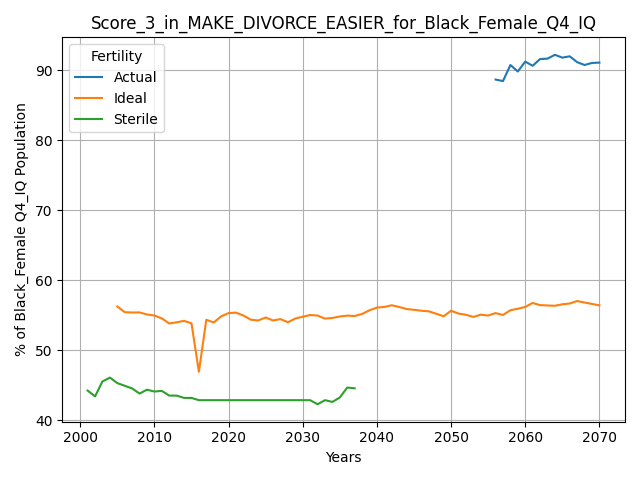 Score_3_in_MAKE_DIVORCE_EASIER_for_Black_Female_Q4_IQ
Fertility
Actual
Ideal
Sterile
% of Black_Female Q4_IQ Population
90
80
70
60
50
40
2000 2010 2020 2030 2040 2050 2060 2070
Years